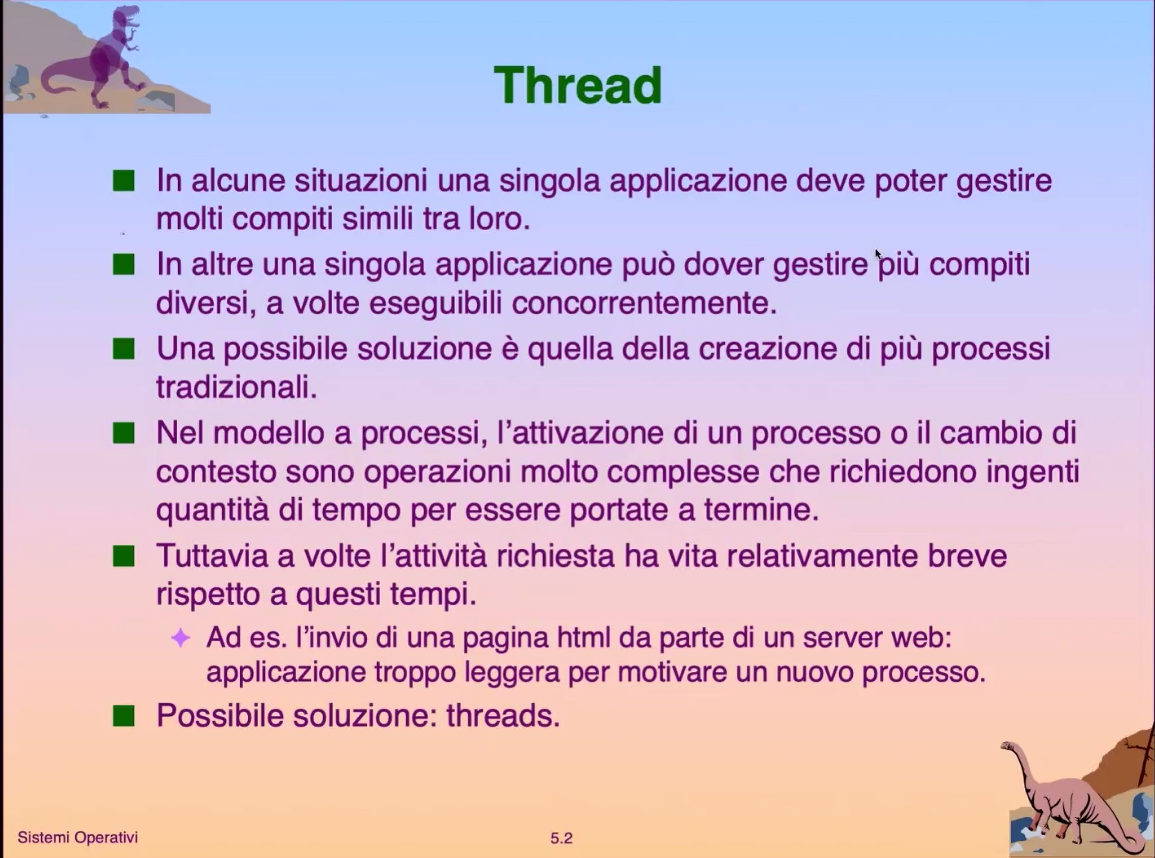 Thread
In alcune situazioni una singola applicazione deve poter gestire
molti compiti simili tra loro.
In altre una singola applicazione può dover gestire più compiti
diversi, a volte eseguibili concorrentemente.
Una possibile soluzione è quella della creazione di più processi
tradizionali.
Nel modello a processi, l’attivazione di un processo o il cambio di
contesto sono operazioni molto complesse che richiedono ingenti
quantità di tempo per essere portate a termine.
Tuttavia a volte l’attività richiesta ha vita relativamente breve
rispetto a questi tempi.
Ad es. l’invio di una pagina html da parte di un server web:
applicazione troppo leggera per motivare un nuovo processo.
Possibile soluzione: threads.
Sistemi Operativi
5.2